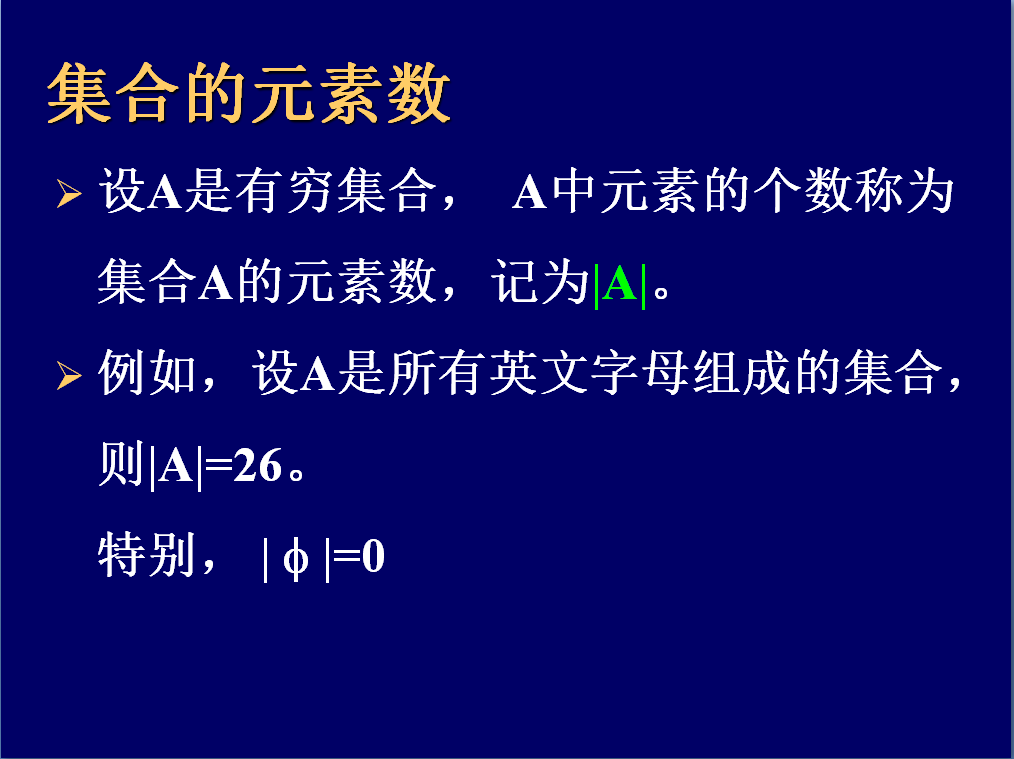 集合的元素数
设A是有穷集合， A中元素的个数称为
集合A的元素数，记为|A|。
例如，设A是所有英文字母组成的集合，
则|A|=26。
特别， | ϕ |=0